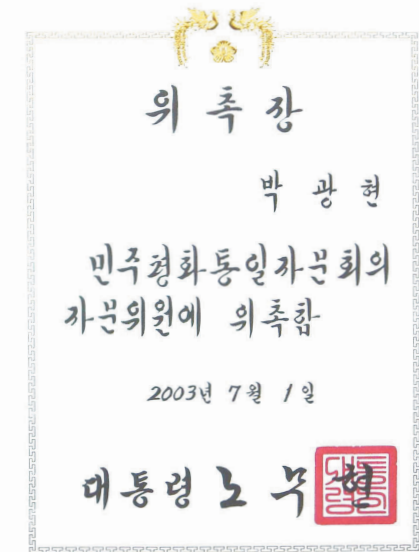 위촉장
박광현
민주평화통일자문회의
자문위원에 위촉함
2003년 7월 1일
대통령 노무현